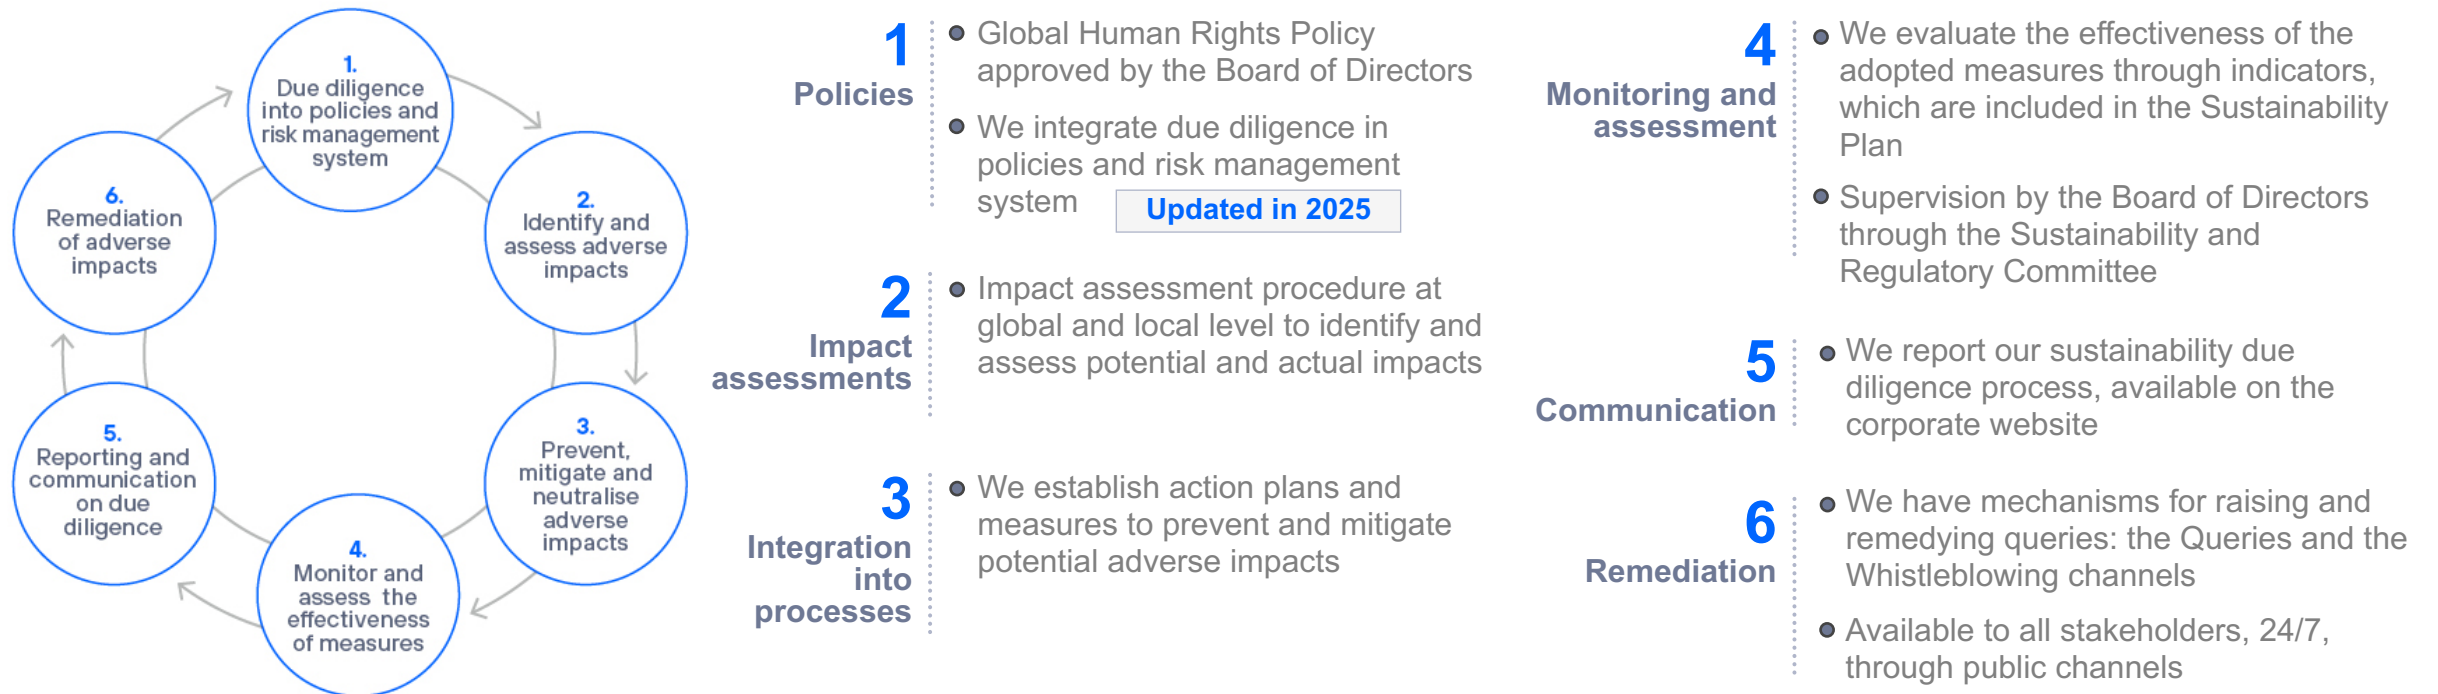 1.
Due diligence
into policies and
risk management
system
2.
Identify and
assess adverse
impacts
3.
Prevent,
mitigate and
neutralise
adverse
impacts
4.
Monitor and
assess the
effectiveness
of measures
5.
Reporting and
communication
on due
diligence
6.
Remediation
of adverse
impacts
1
Policies
Global Human Rights Policy
approved by the Board of Directors
We integrate due diligence in
policies and risk management
system
Updated in 2025
2
Impact
assessments
Impact assessment procedure at
global and local level to identify and
assess potential and actual impacts
3
Integration
into
processes
We establish action plans and
measures to prevent and mitigate
potential adverse impacts
4
Monitoring and
assessment
We evaluate the effectiveness of the
adopted measures through indicators,
which are included in the Sustainability
Plan
Supervision by the Board of Directors
through the Sustainability and
Regulatory Committee
5
Communication
We report our sustainability due
diligence process, available on the
corporate website
6
Remediation
We have mechanisms for raising and
remedying queries: the Queries and the
Whistleblowing channels
Available to all stakeholders, 24/7,
through public channels